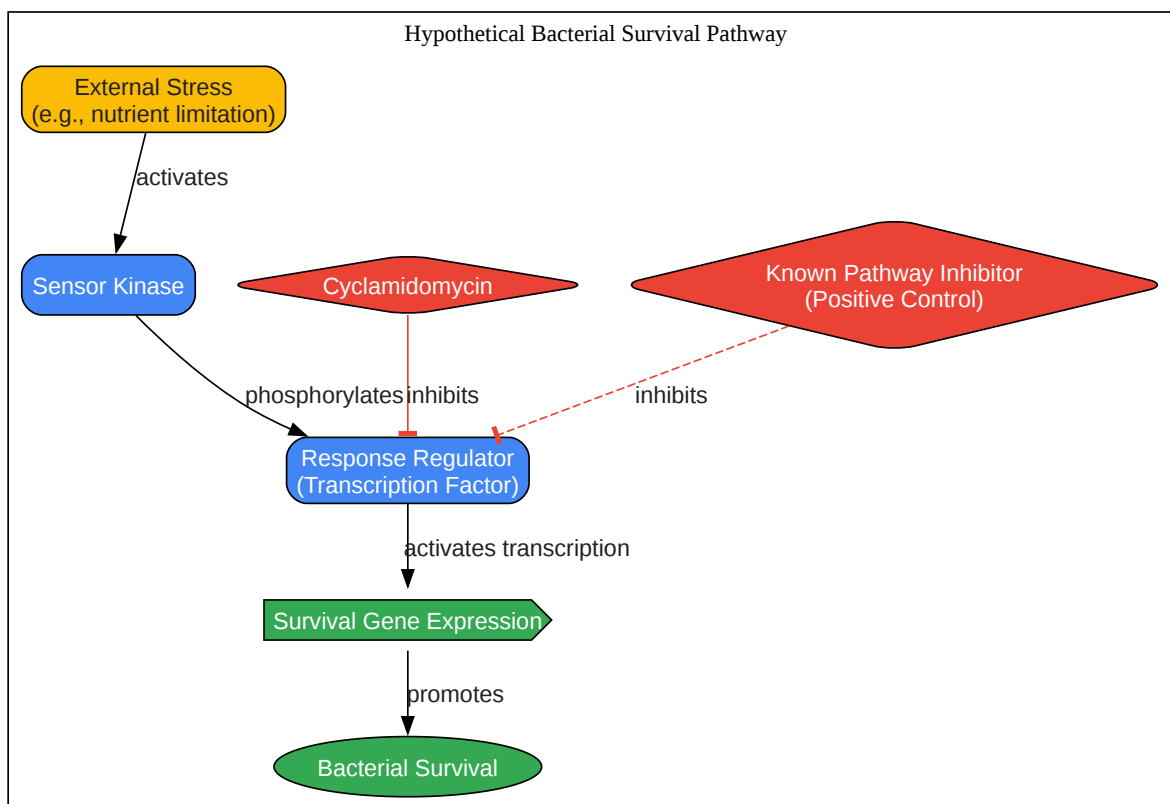 Hypothetical Bacterial Survival Pathway
External Stress
(e.g., nutrient limitation)
activates
Sensor Kinase
Cyclamidomycin
Known Pathway Inhibitor
(Positive Control)
phosphorylates
inhibits
inhibits
Response Regulator
(Transcription Factor)
activates transcription
Survival Gene Expression
promotes
Bacterial Survival